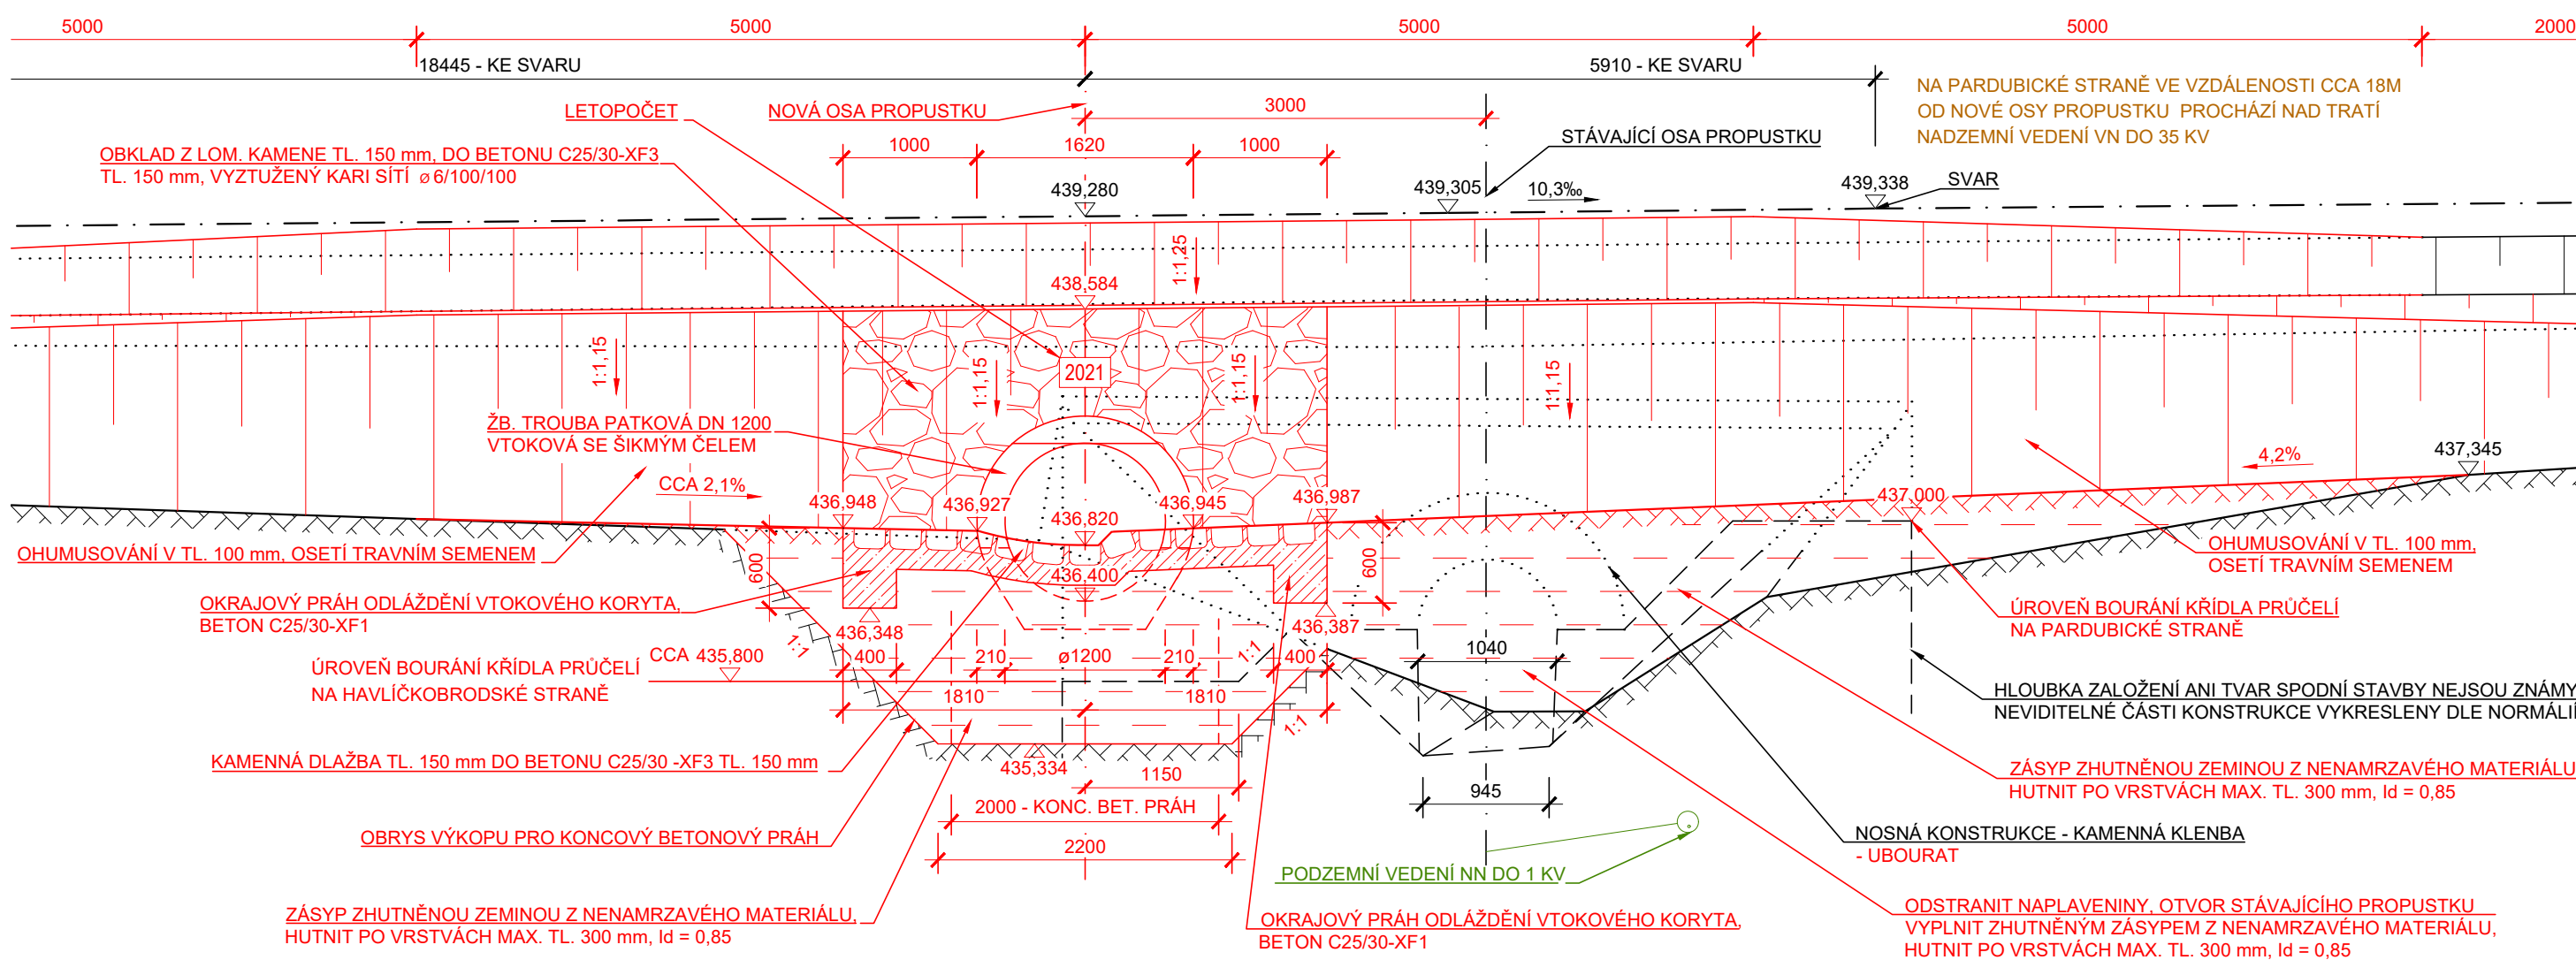 5000
5000
5000
5000
2000
18445 - KE SVARU
5910 - KE SVARU
NA PARDUBICKÉ STRANĚ VE VZDÁLENOSTI CCA 18M
OD NOVÉ OSY PROPUSTKU PROCHÁZÍ NAD TRATÍ
NADZEMNÍ VEDENÍ VN DO 35 KV
LETOPOČET
NOVÁ OSA PROPUSTKU
3000
STÁVAJÍCÍ OSA PROPUSTKU
1000
1620
1000
OBKLAD Z LOM. KAMENE TL. 150 mm, DO BETONU C25/30-XF3
TL. 150 mm, VYZTUŽENÝ KARI SÍTÍ ø 6/100/100
439,280
439,305
10,3‰
439,338
SVAR
1:1,25
438,584
1:1,15
1:1,15
2021
1:1,15
1:1,15
ŽB. TROUBA PATKOVÁ DN 1200
VTOKOVÁ SE ŠIKMÝM ČELEM
CCA 2,1%
436,948
436,927
436,820
436,945
436,987
437,000
4,2%
437,345
OHUMUSOVÁNÍ V TL. 100 mm, OSETÍ TRAVNÍM SEMENEM
600
436,400
600
OHUMUSOVÁNÍ V TL. 100 mm,
OSETÍ TRAVNÍM SEMENEM
OKRAJOVÝ PRÁH ODLÁŽDĚNÍ VTOKOVÉHO KORYTA,
BETON C25/30-XF1
ÚROVEŇ BOURÁNÍ KŘÍDLA PRŮČELÍ
NA PARDUBICKÉ STRANĚ
1:1
436,348
436,387
ÚROVEŇ BOURÁNÍ KŘÍDLA PRŮČELÍ
NA HAVLÍČKOBRODSKÉ STRANĚ
CCA 435,800
400
210
ø1200
210
1:1
400
1040
1810
1810
1:1
HLOUBKA ZALOŽENÍ ANI TVAR SPODNÍ STAVBY NEJSOU ZNÁMY
NEVIDITELNÉ ČÁSTI KONSTRUKCE VYKRESLENY DLE NORMÁLIÍ
KAMENNÁ DLAŽBA TL. 150 mm DO BETONU C25/30 -XF3 TL. 150 mm
435,334
1150
945
ZÁSYP ZHUTNĚNOU ZEMINOU Z NENAMRZAVÉHO MATERIÁLU
HUTNIT PO VRSTVÁCH MAX. TL. 300 mm, Id = 0,85
2000 - KONC. BET. PRÁH
OBRYS VÝKOPU PRO KONCOVÝ BETONOVÝ PRÁH
2200
NOSNÁ KONSTRUKCE - KAMENNÁ KLENBA
- UBOURAT
PODZEMNÍ VEDENÍ NN DO 1 KV
ZÁSYP ZHUTNĚNOU ZEMINOU Z NENAMRZAVÉHO MATERIÁLU,
HUTNIT PO VRSTVÁCH MAX. TL. 300 mm, Id = 0,85
OKRAJOVÝ PRÁH ODLÁŽDĚNÍ VTOKOVÉHO KORYTA,
BETON C25/30-XF1
ODSTRANIT NAPLAVENINY, OTVOR STÁVAJÍCÍHO PROPUSTKU
VYPLNIT ZHUTNĚNÝM ZÁSYPEM Z NENAMRZAVÉHO MATERIÁLU,
HUTNIT PO VRSTVÁCH MAX. TL. 300 mm, Id = 0,85